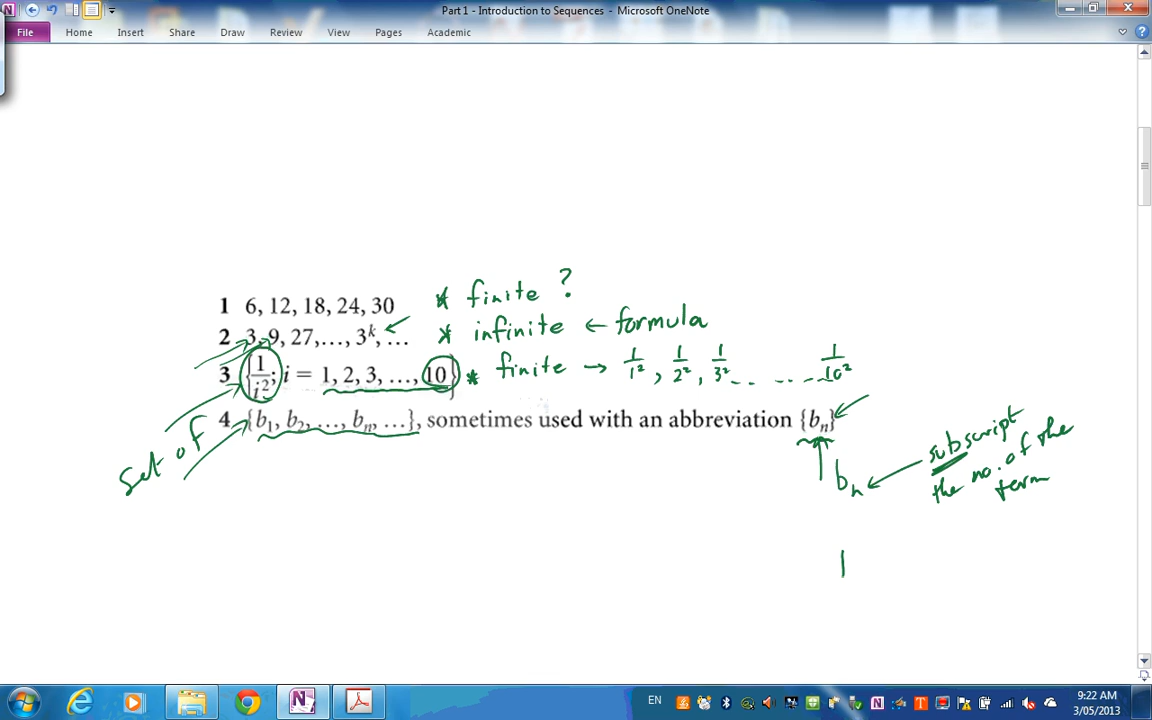 Part 1 - Introduction to Sequences - Microsoft OneNote
File Home Insert Share Draw Review View Pages Academic
1 6, 12, 18, 24, 30 * finite ?
2 3, 9, 27,…, 3^k, … * infinite ← formula
3 {1/i²; i = 1, 2, 3, …, 10} * finite → 1/1², 1/2², 1/3² ... 1/10²
4 {b₁, b₂, …, bₙ, …}, sometimes used with an abbreviation {bₙ}
set of
bₙ ← subscript
the no. of the
term
EN
9:22 AM
3/05/2013